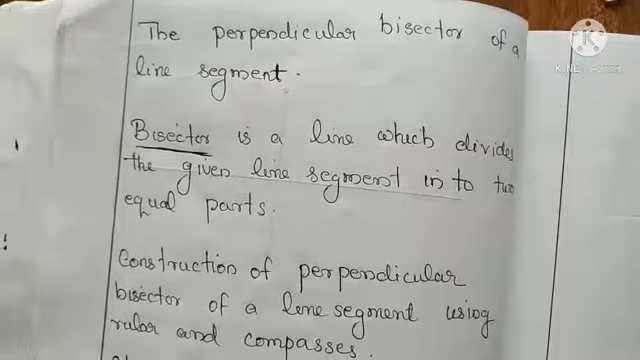 The perpendicular bisector of a
line segment.
Bisector is a line which divides
the given line segment in to two
equal parts.
Construction of perpendicular
bisector of a line segment using
rular and compasses.